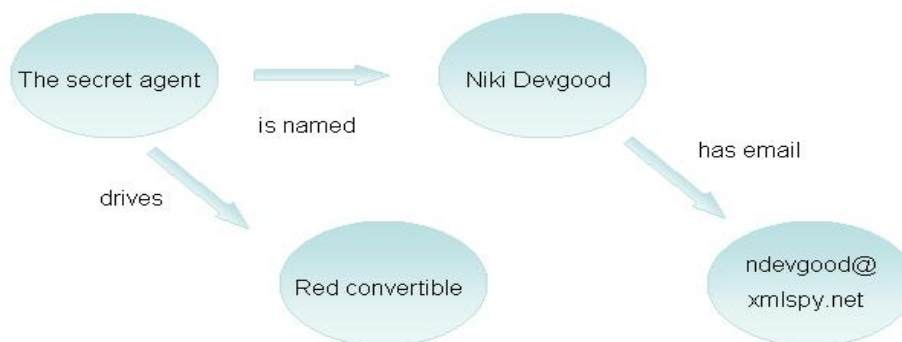 The secret agent
Niki Devgood
is named
has email
drives
Red convertible
ndevgood@
xmlspy.net